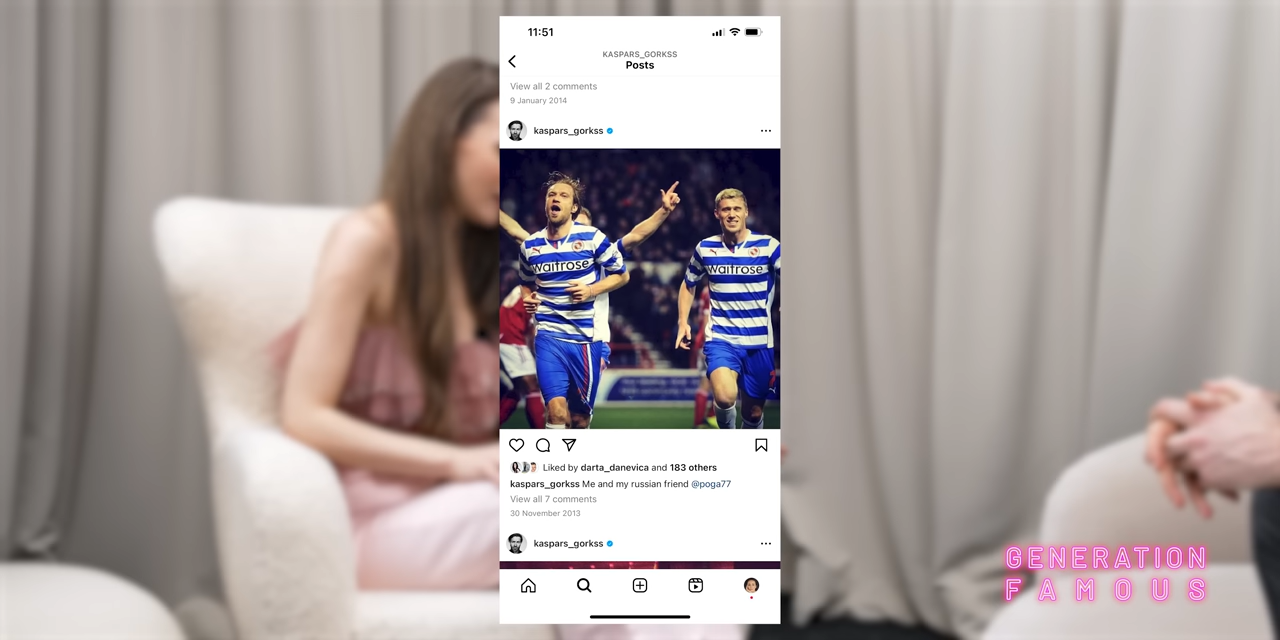 11:51
KASPARS_GORKSS
Posts
View all 2 comments
9 January 2014
kaspars_gorkss
waitrose
waitrose
Liked by darta_danevica and 183 others
kaspars_gorkss Me and my russian friend @poga77
View all 7 comments
30 November 2013
kaspars_gorkss
GENERATION
FAMOUS